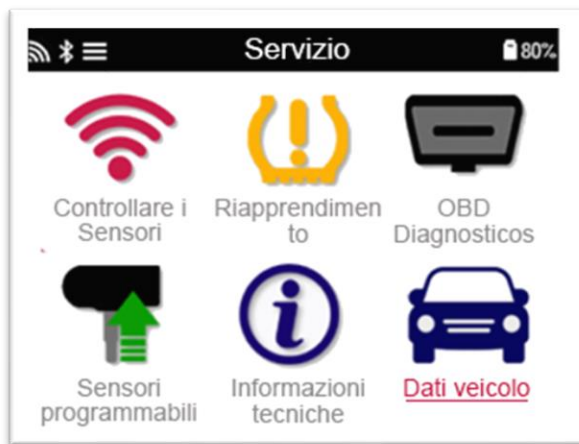 Servizio
80%
Controllare i
Sensori
Riapprendimen
to
OBD
Diagnosticos
Sensori
programmabili
Informazioni
tecniche
Dati veicolo